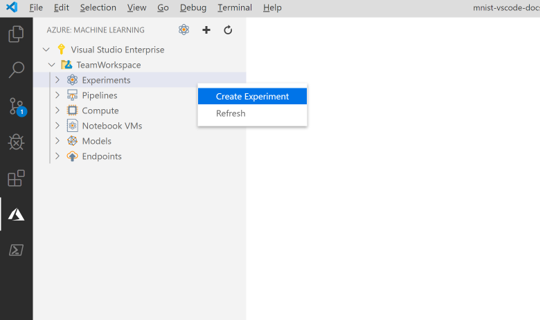 File Edit Selection View Go Debug Terminal Help mnist-vscode-doc
AZURE: MACHINE LEARNING
Visual Studio Enterprise
TeamWorkspace
Experiments
Create Experiment
Pipelines
Refresh
Compute
1
Notebook VMs
Models
Endpoints